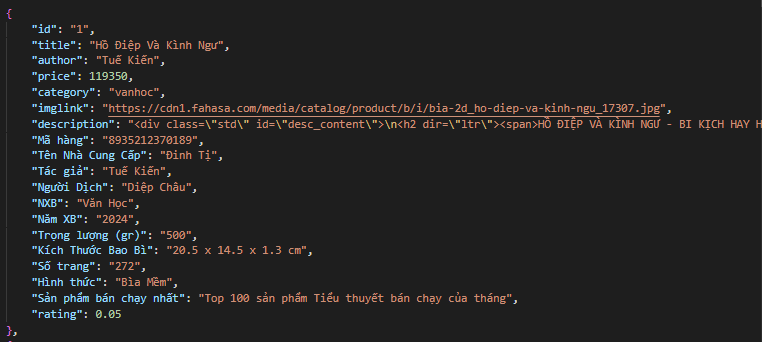 {
"id": "1",
"title": "Hồ Điệp Và Kình Ngư",
"author": "Tuế Kiến",
"price": 119350,
"category": "vanhoc",
"imglink": "https://cdn1.fahasa.com/media/catalog/product/b/i/bia-2d_ho-diep-va-kinh-ngu_17307.jpg",
"description": "<div class=\"std\" id=\"desc_content\">\n<h2 dir=\"ltr\"><span>HỒ ĐIỆP VÀ KÌNH NGƯ - BI KỊCH HAY H
"Mã hàng": "8935212370189",
"Tên Nhà Cung Cấp": "Đinh Tị",
"Tác giả": "Tuế Kiến",
"Người Dịch": "Diệp Châu",
"NXB": "Văn Học",
"Năm XB": "2024",
"Trọng lượng (gr)": "500",
"Kích Thước Bao Bì": "20.5 x 14.5 x 1.3 cm",
"Số trang": "272",
"Hình thức": "Bìa Mềm",
"Sản phẩm bán chạy nhất": "Top 100 sản phẩm Tiểu thuyết bán chạy của tháng",
"rating": 0.05
},